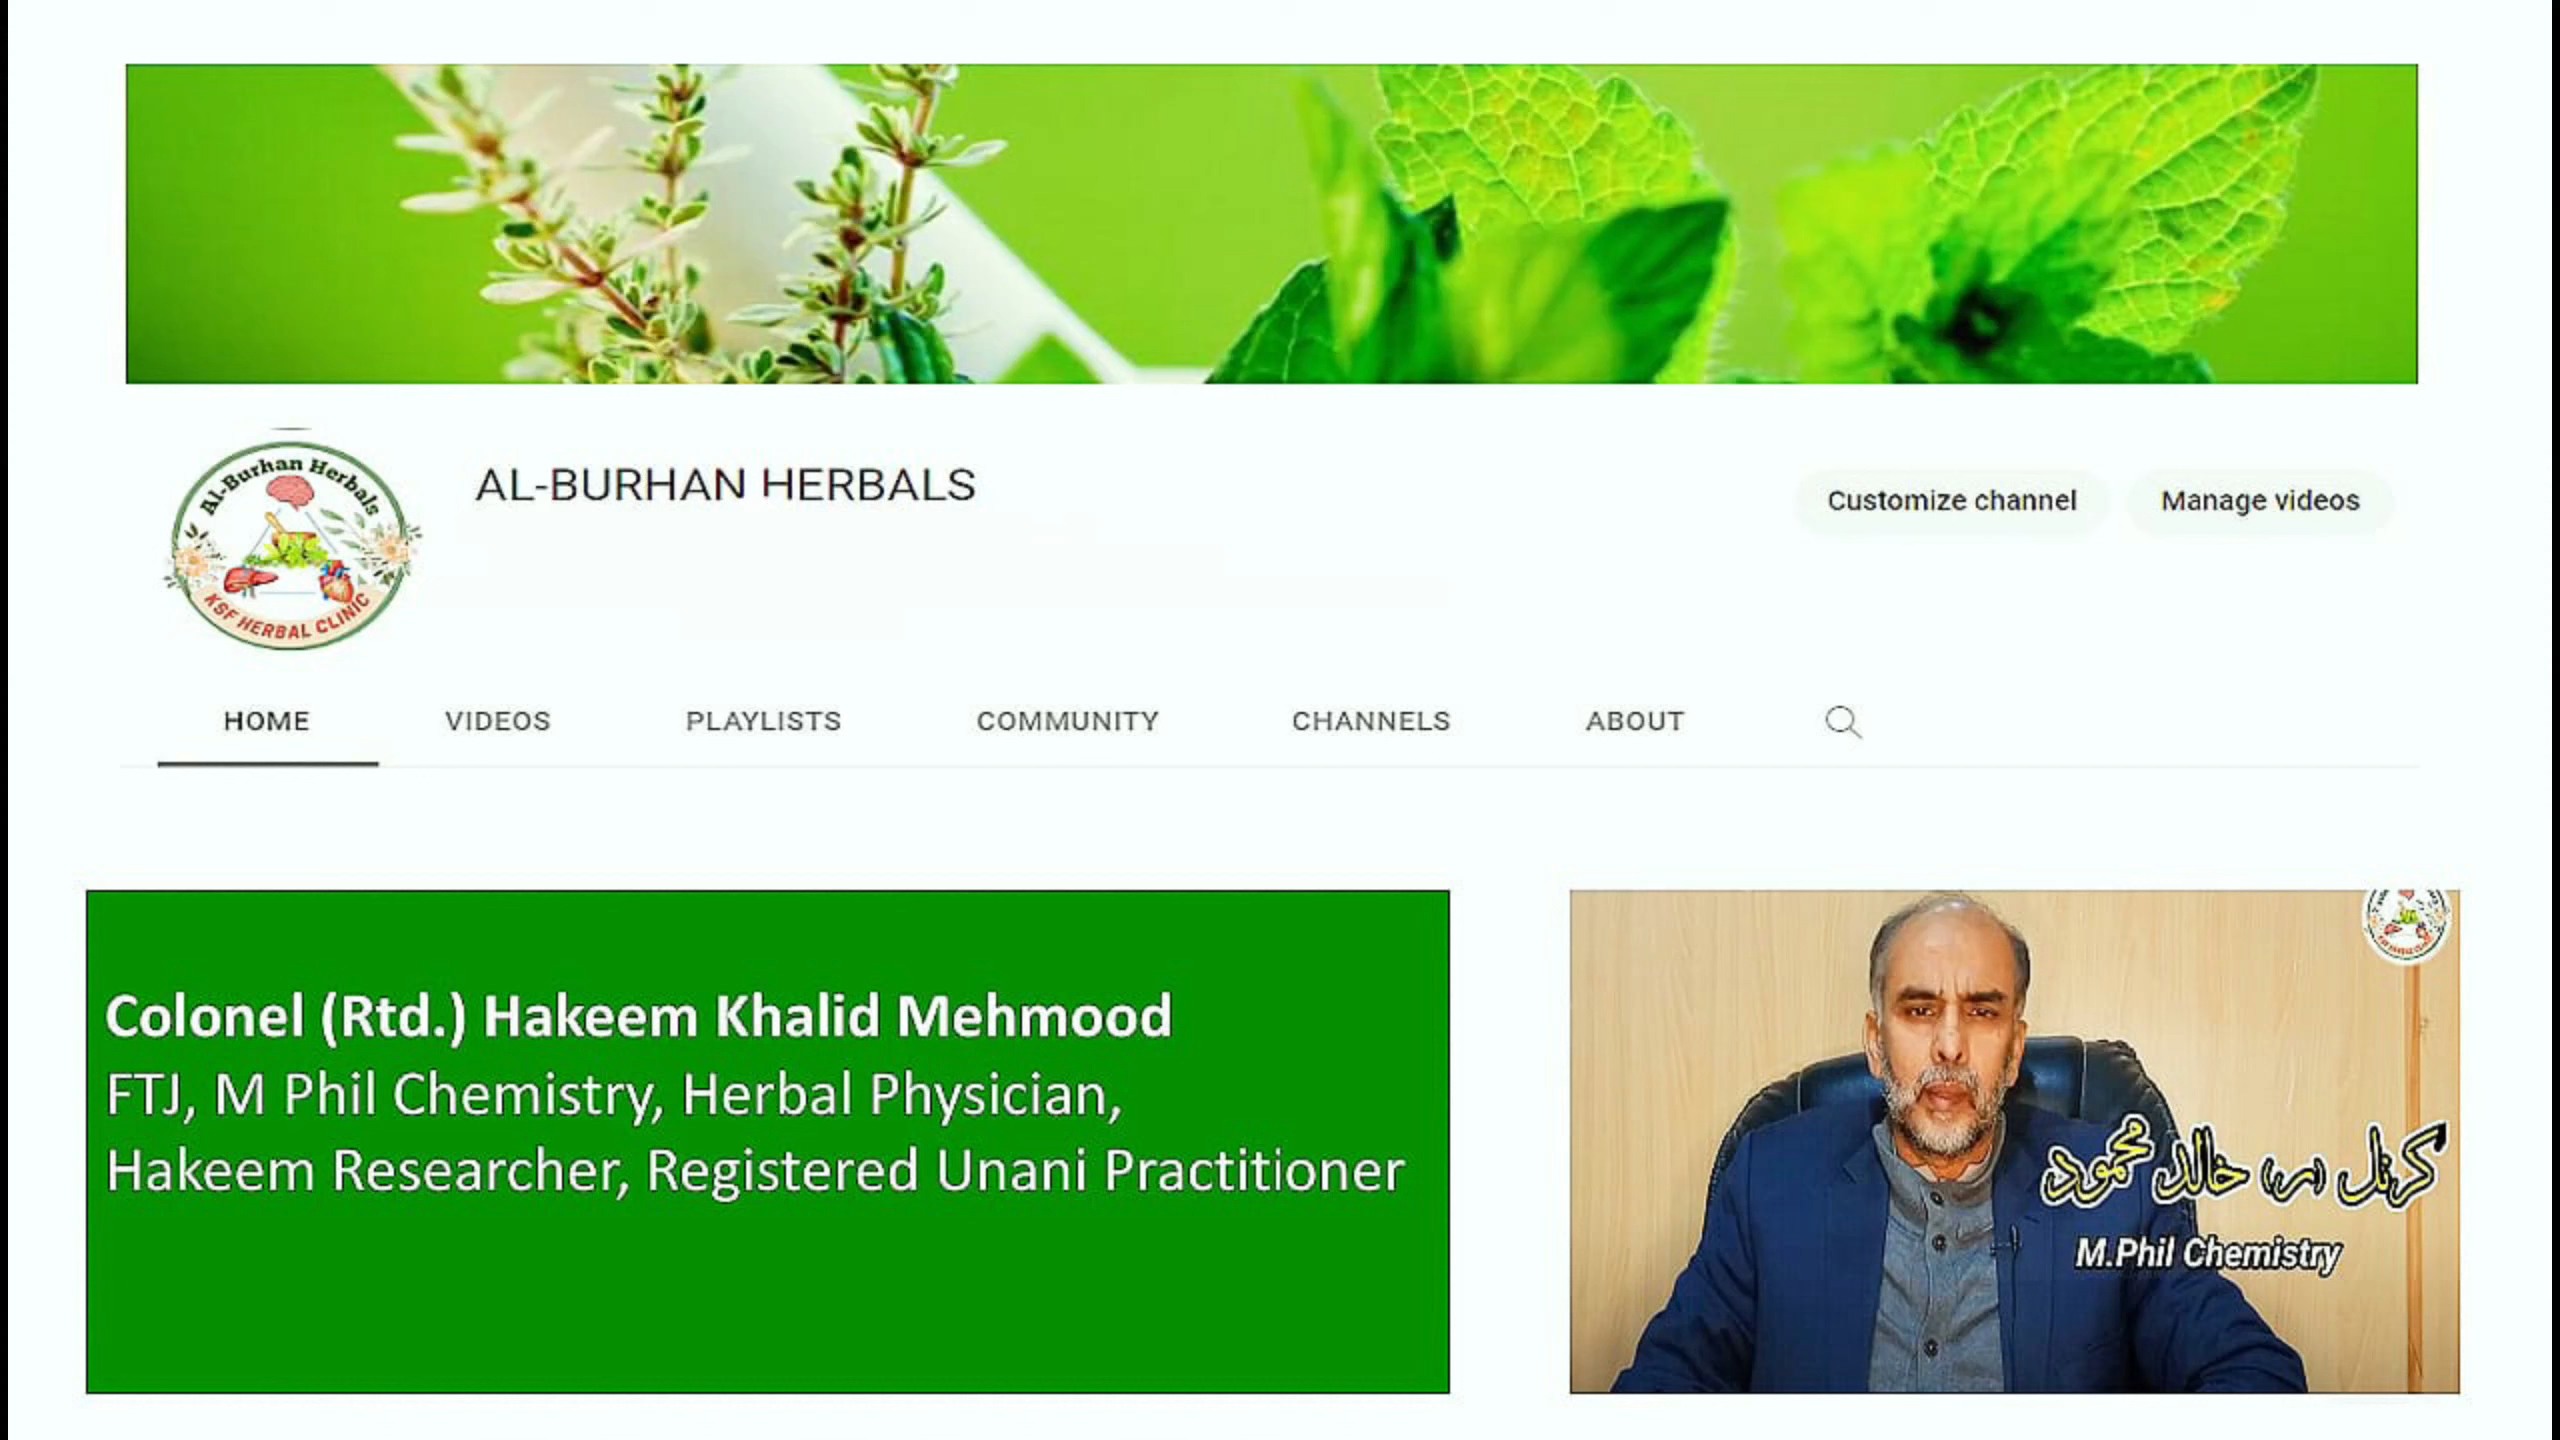 Al-Burhan Herbals
KSF HERBAL CLINIC
AL-BURHAN HERBALS
Customize channel
Manage videos
HOME
VIDEOS
PLAYLISTS
COMMUNITY
CHANNELS
ABOUT
Colonel (Rtd.) Hakeem Khalid Mehmood
FTJ, M Phil Chemistry, Herbal Physician,
Hakeem Researcher, Registered Unani Practitioner
کرنل (ر) خالد محمود
M.Phil Chemistry